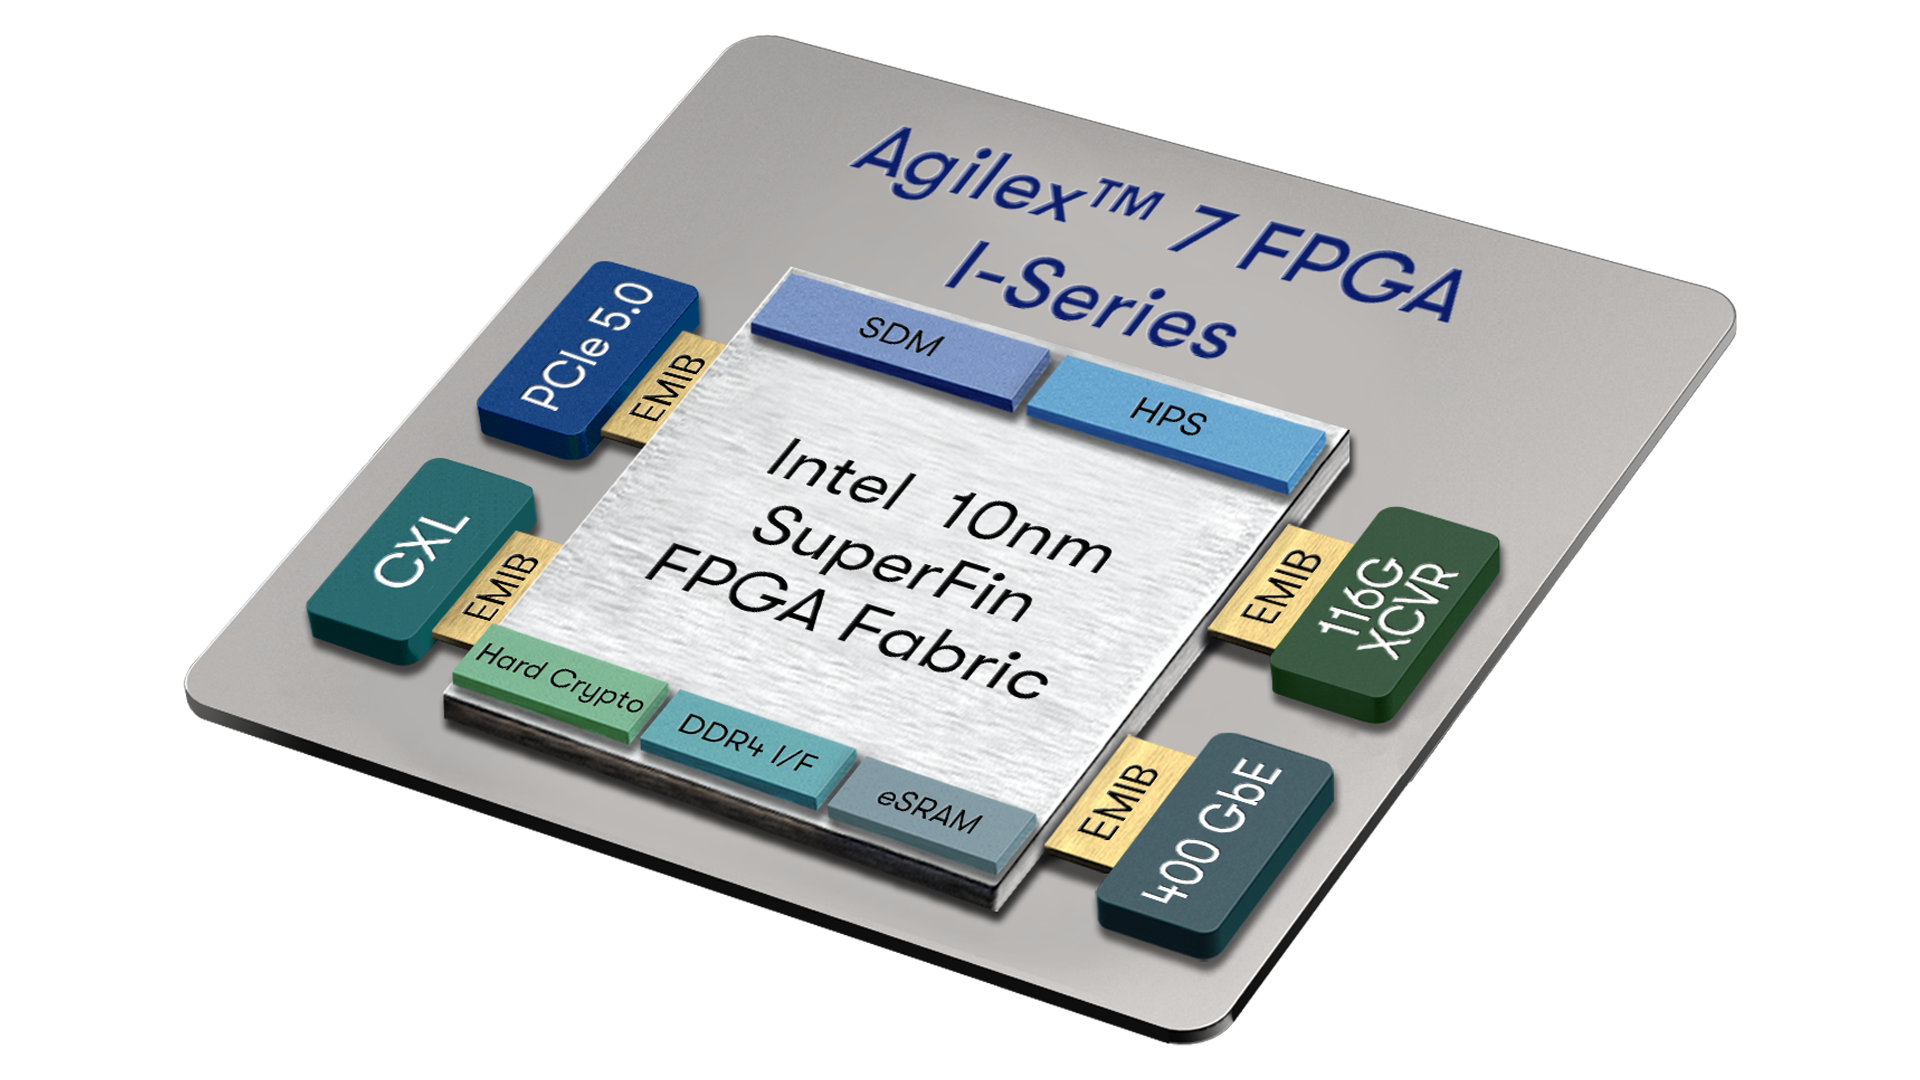 Agilex™ 7 FPGA
I-Series
PCIe 5.0
EMIB
SDM
HPS
CXL
EMIB
Intel 10nm
SuperFin
FPGA Fabric
EMIB
116G
XCVR
Hard Crypto
DDR4 I/F
eSRAM
EMIB
400 GbE